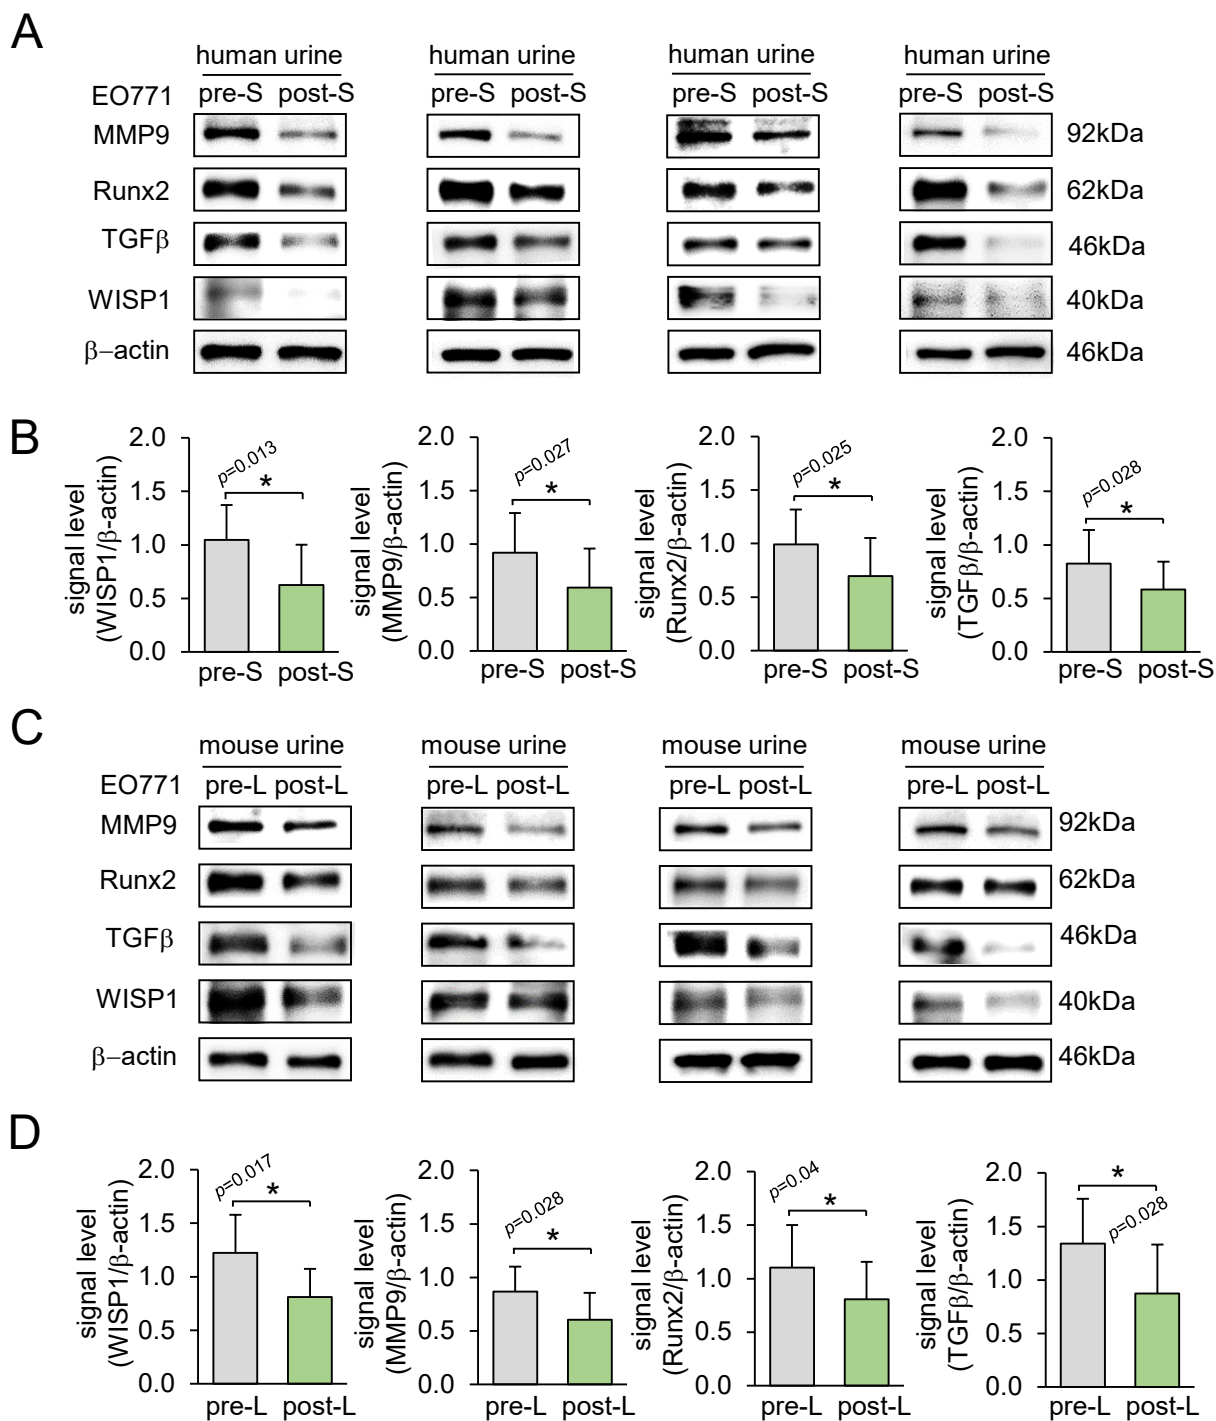 A
human urine human urine human urine human urine
EO771 pre-S post-S pre-S post-S pre-S post-S pre-S post-S
MMP9 92kDa
Runx2 62kDa
TGFβ 46kDa
WISP1 40kDa
β–actin 46kDa
B
signal level
(WISP1/β-actin)
2.0
1.5
1.0
0.5
0.0
p=0.013
*
pre-S post-S
signal level
(MMP9/β-actin)
2.0
1.5
1.0
0.5
0.0
p=0.027
*
pre-S post-S
signal level
(Runx2/β-actin)
2.0
1.5
1.0
0.5
0.0
p=0.025
*
pre-S post-S
signal level
(TGFβ/β-actin)
2.0
1.5
1.0
0.5
0.0
p=0.028
*
pre-S post-S
C
mouse urine mouse urine mouse urine mouse urine
EO771 pre-L post-L pre-L post-L pre-L post-L pre-L post-L
MMP9 92kDa
Runx2 62kDa
TGFβ 46kDa
WISP1 40kDa
β–actin 46kDa
D
signal level
(WISP1/β-actin)
2.0
1.5
1.0
0.5
0.0
p=0.017
*
pre-L post-L
signal level
(MMP9/β-actin)
2.0
1.5
1.0
0.5
0.0
p=0.028
*
pre-L post-L
signal level
(Runx2/β-actin)
2.0
1.5
1.0
0.5
0.0
p=0.04
*
pre-L post-L
signal level
(TGFβ/β-actin)
2.0
1.5
1.0
0.5
0.0
*
p=0.028
pre-L post-L